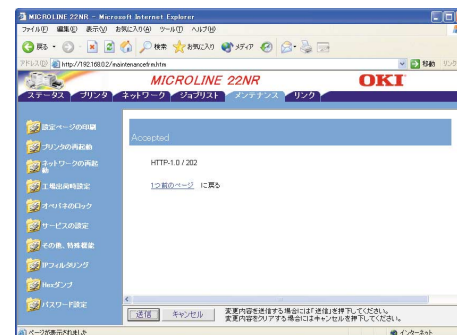 MICROLINE 22NR - Microsoft Internet Explorer
ファイル(F) 編集(E) 表示(V) お気に入り(A) ツール(T) ヘルプ(H)
戻る 検索 お気に入り メディア
アドレス(D) http://192.168.0.2/maintenancefrm.htm 移動 リンク
MICROLINE 22NR OKI
ステータス プリンタ ネットワーク ジョブリスト メンテナンス リンク
設定ページの印刷
プリンタの再起動
ネットワークの再起
動
工場出荷時設定
オペパネのロック
サービスの設定
その他、特殊機能
IPフィルタリング
Hexダンプ
パスワード設定
Accepted
HTTP-1.0 / 202
1つ前のページ に戻る
送信 キャンセル 変更内容を送信する場合には「送信」を押下してください。
変更内容をクリアする場合にはキャンセルを押下してください。
ページが表示されました インターネット